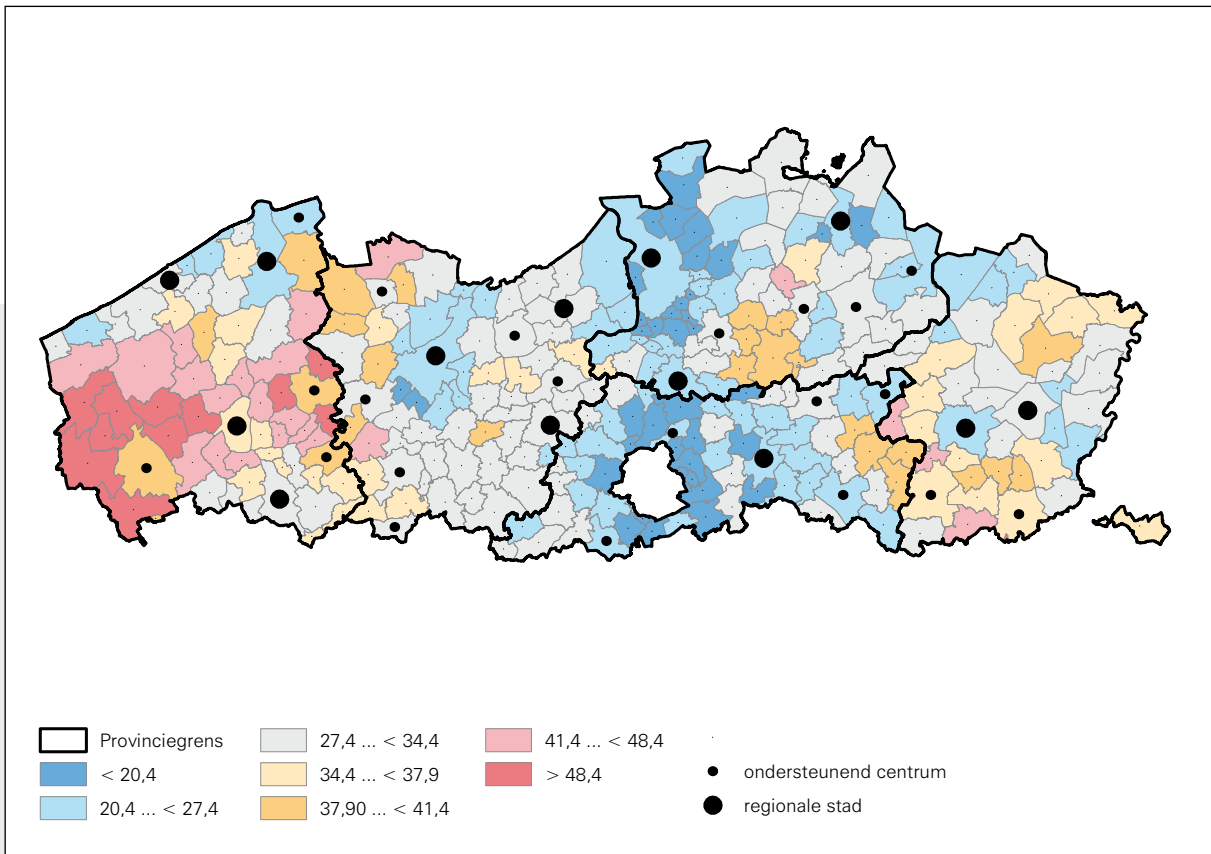 Provinciegrens
< 20,4
20,4 ... < 27,4
27,4 ... < 34,4
34,4 ... < 37,9
37,90 ... < 41,4
41,4 ... < 48,4
> 48,4
ondersteunend centrum
regionale stad